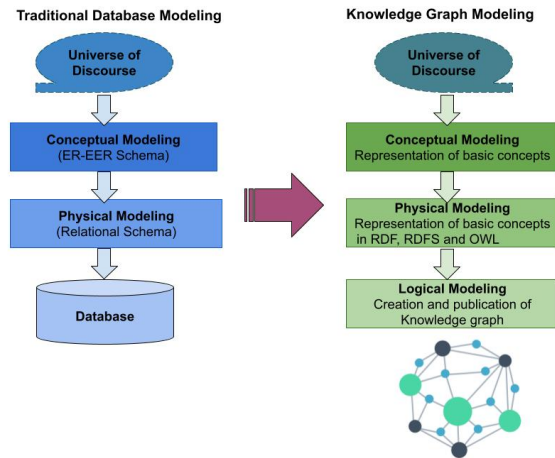 Traditional Database Modeling
Universe of
Discourse
Conceptual Modeling
(ER-EER Schema)
Physical Modeling
(Relational Schema)
Database
Knowledge Graph Modeling
Universe of
Discourse
Conceptual Modeling
Representation of basic concepts
Physical Modeling
Representation of basic concepts
in RDF, RDFS and OWL
Logical Modeling
Creation and publication of
Knowledge graph